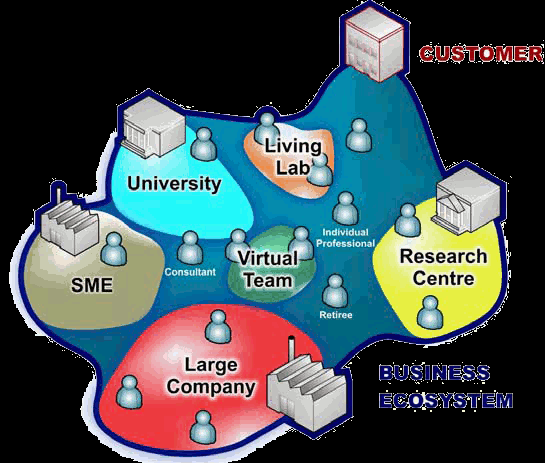 CUSTOMER
Living
Lab
University
Individual
Professional
Research
Centre
Consultant
Virtual
Team
SME
Retiree
Large
Company
BUSINESS
ECOSYSTEM